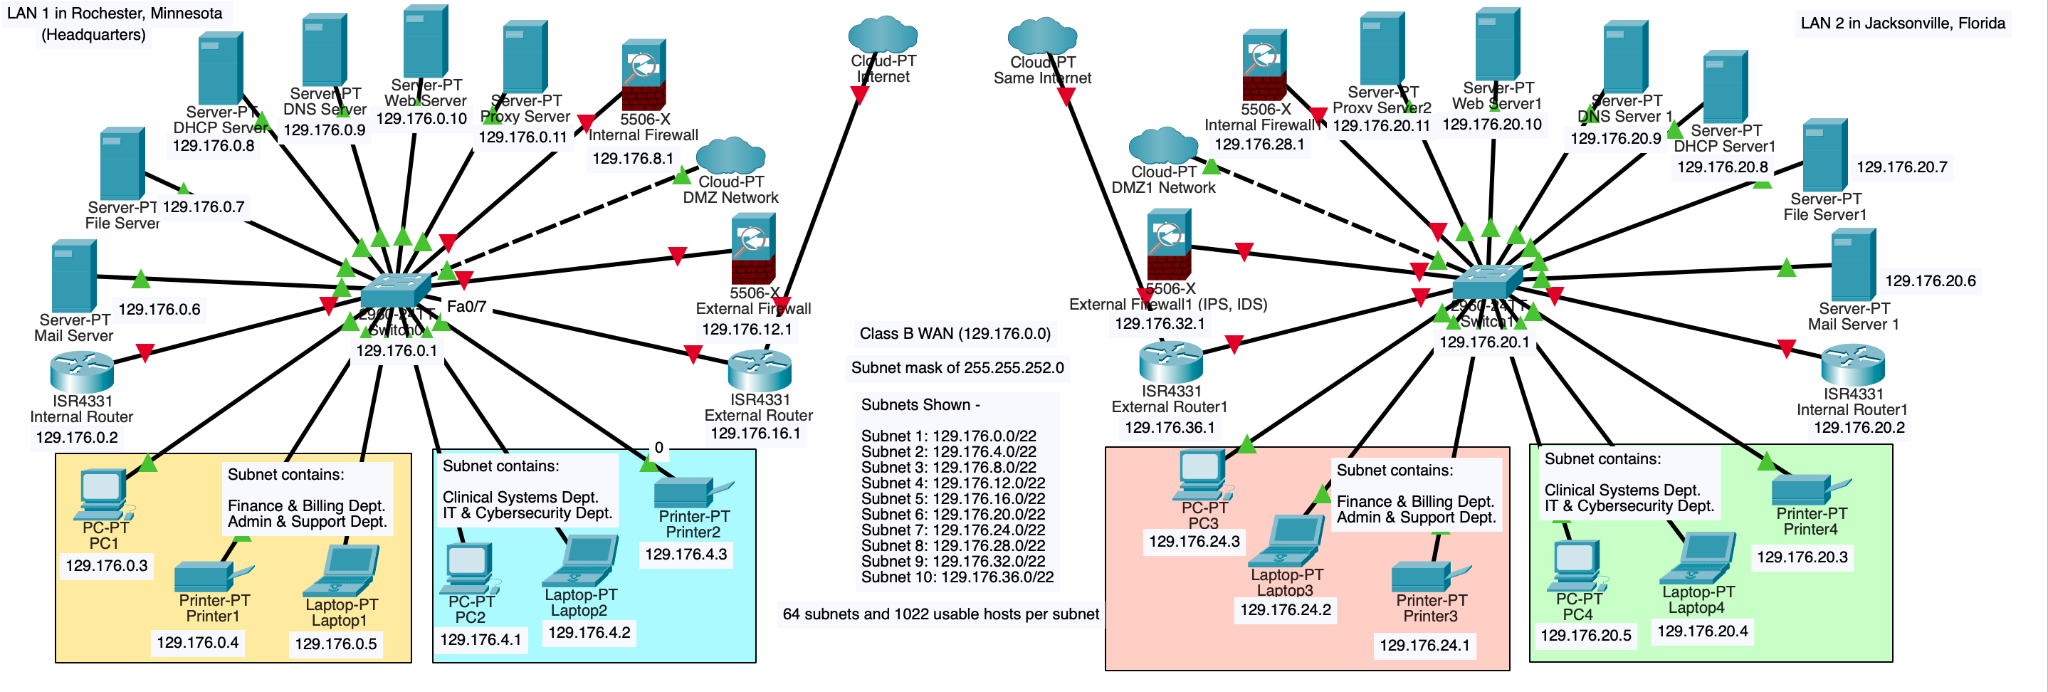 LAN 1 in Rochester, Minnesota
(Headquarters)
Server-PT
DHCP Server
129.176.0.8
Server-PT
DNS Server
129.176.0.9
Server-PT
Web Server
129.176.0.10
Server-PT
Proxy Server
129.176.0.11
5506-X
Internal Firewall
129.176.8.1
Cloud-PT
DMZ Network
Server-PT
File Server
129.176.0.7
Server-PT
Mail Server
129.176.0.6
5506-X
External Firewall
129.176.12.1
Fa0/7
2960-24TT
Switch0
129.176.0.1
ISR4331
Internal Router
129.176.0.2
ISR4331
External Router
129.176.16.1
0
Subnet contains:
Finance & Billing Dept.
Admin & Support Dept.
PC-PT
PC1
129.176.0.3
Printer-PT
Printer1
129.176.0.4
Laptop-PT
Laptop1
129.176.0.5
Subnet contains:
Clinical Systems Dept.
IT & Cybersecurity Dept.
PC-PT
PC2
129.176.4.1
Laptop-PT
Laptop2
129.176.4.2
Printer-PT
Printer2
129.176.4.3
Cloud-PT
Internet
Cloud-PT
Same Internet
Class B WAN (129.176.0.0)
Subnet mask of 255.255.252.0
Subnets Shown -
Subnet 1: 129.176.0.0/22
Subnet 2: 129.176.4.0/22
Subnet 3: 129.176.8.0/22
Subnet 4: 129.176.12.0/22
Subnet 5: 129.176.16.0/22
Subnet 6: 129.176.20.0/22
Subnet 7: 129.176.24.0/22
Subnet 8: 129.176.28.0/22
Subnet 9: 129.176.32.0/22
Subnet 10: 129.176.36.0/22
64 subnets and 1022 usable hosts per subnet
LAN 2 in Jacksonville, Florida
5506-X
Internal Firewall1
129.176.28.1
Server-PT
Proxy Server2
129.176.20.11
Server-PT
Web Server1
129.176.20.10
Server-PT
DNS Server 1
129.176.20.9
Server-PT
DHCP Server1
129.176.20.8
Server-PT
File Server1
129.176.20.7
Cloud-PT
DMZ1 Network
5506-X
External Firewall1 (IPS, IDS)
129.176.32.1
Server-PT
Mail Server 1
129.176.20.6
2960-24TT
Switch1
129.176.20.1
ISR4331
External Router1
129.176.36.1
ISR4331
Internal Router1
129.176.20.2
Subnet contains:
Finance & Billing Dept.
Admin & Support Dept.
PC-PT
PC3
129.176.24.3
Laptop-PT
Laptop3
129.176.24.2
Printer-PT
Printer3
129.176.24.1
Subnet contains:
Clinical Systems Dept.
IT & Cybersecurity Dept.
PC-PT
PC4
129.176.20.5
Laptop-PT
Laptop4
129.176.20.4
Printer-PT
Printer4
129.176.20.3